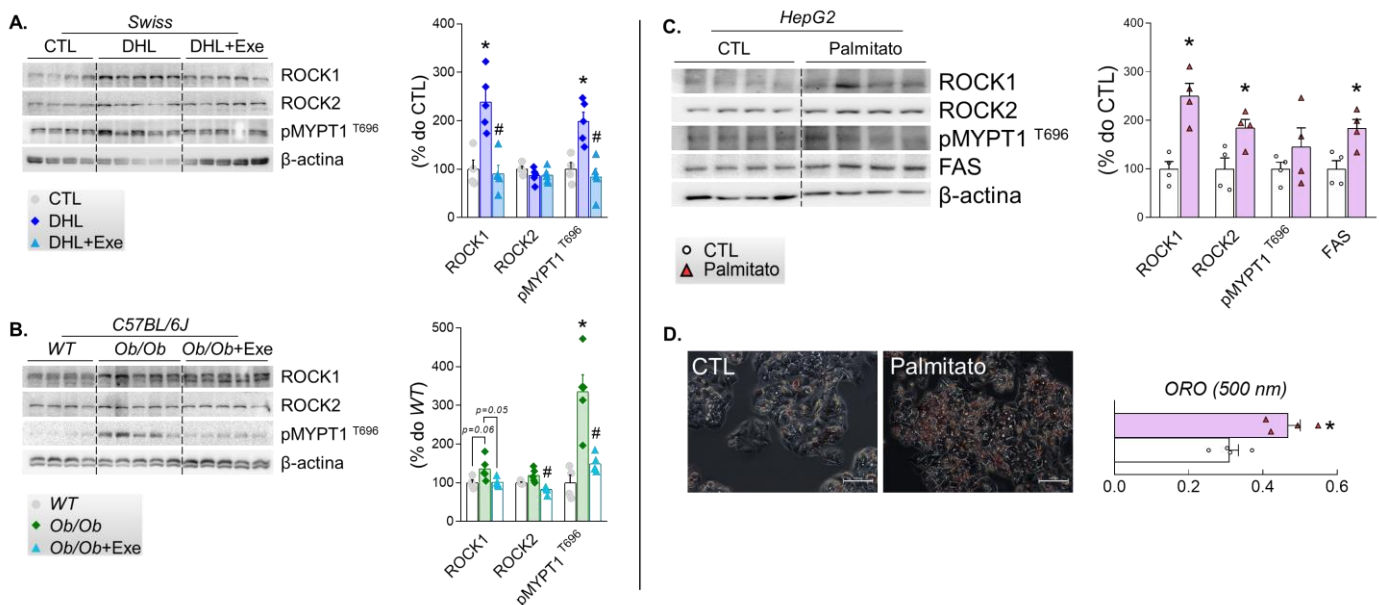 A.
Swiss
CTL DHL DHL+Exe
ROCK1
ROCK2
pMYPT1 T696
β-actina
CTL
DHL
DHL+Exe
(% do CTL)
400
300
200
100
0
* # * #
ROCK1 ROCK2 pMYPT1 T696
B.
C57BL/6J
WT Ob/Ob Ob/Ob+Exe
ROCK1
ROCK2
pMYPT1 T696
β-actina
WT
Ob/Ob
Ob/Ob+Exe
(% do WT)
500
400
300
200
100
0
p=0.06 p=0.05 # * #
ROCK1 ROCK2 pMYPT1 T696
C.
HepG2
CTL Palmitato
ROCK1
ROCK2
pMYPT1 T696
FAS
β-actina
CTL
Palmitato
(% do CTL)
400
300
200
100
0
* * *
ROCK1 ROCK2 pMYPT1 T696 FAS
D.
CTL Palmitato
ORO (500 nm)
*
0.0 0.2 0.4 0.6